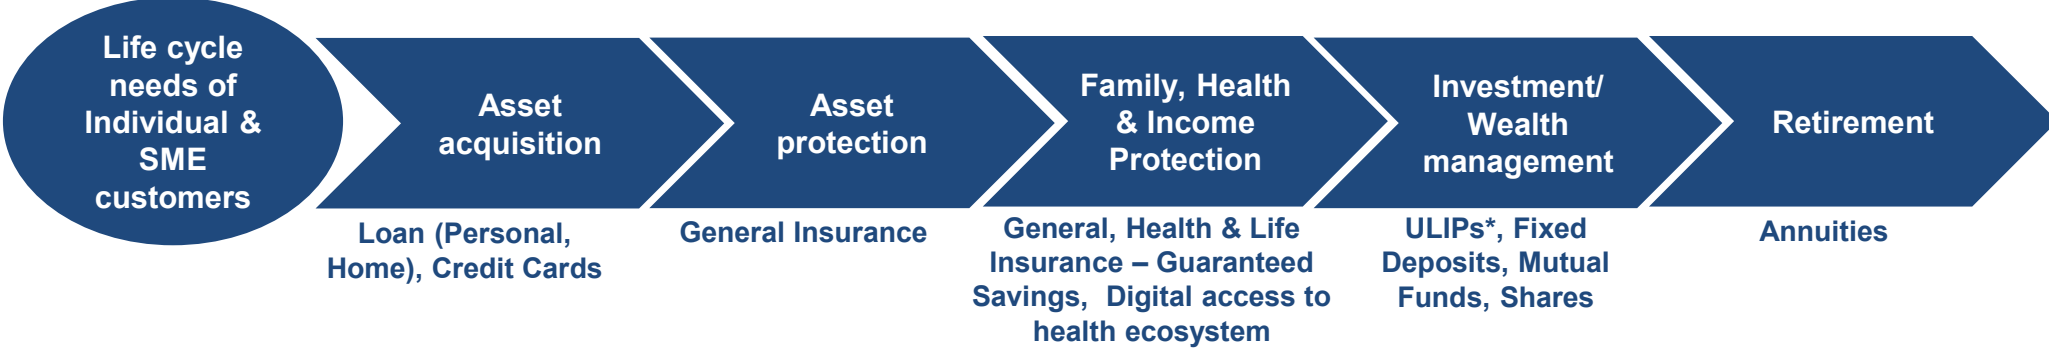 Life cycle
needs of
Individual &
SME
customers
Asset
acquisition
Asset
protection
Family, Health
& Income
Protection
Investment/
Wealth
management
Retirement
Loan (Personal,
Home), Credit Cards
General Insurance
General, Health & Life
Insurance – Guaranteed
Savings, Digital access to
health ecosystem
ULIPs*, Fixed
Deposits, Mutual
Funds, Shares
Annuities